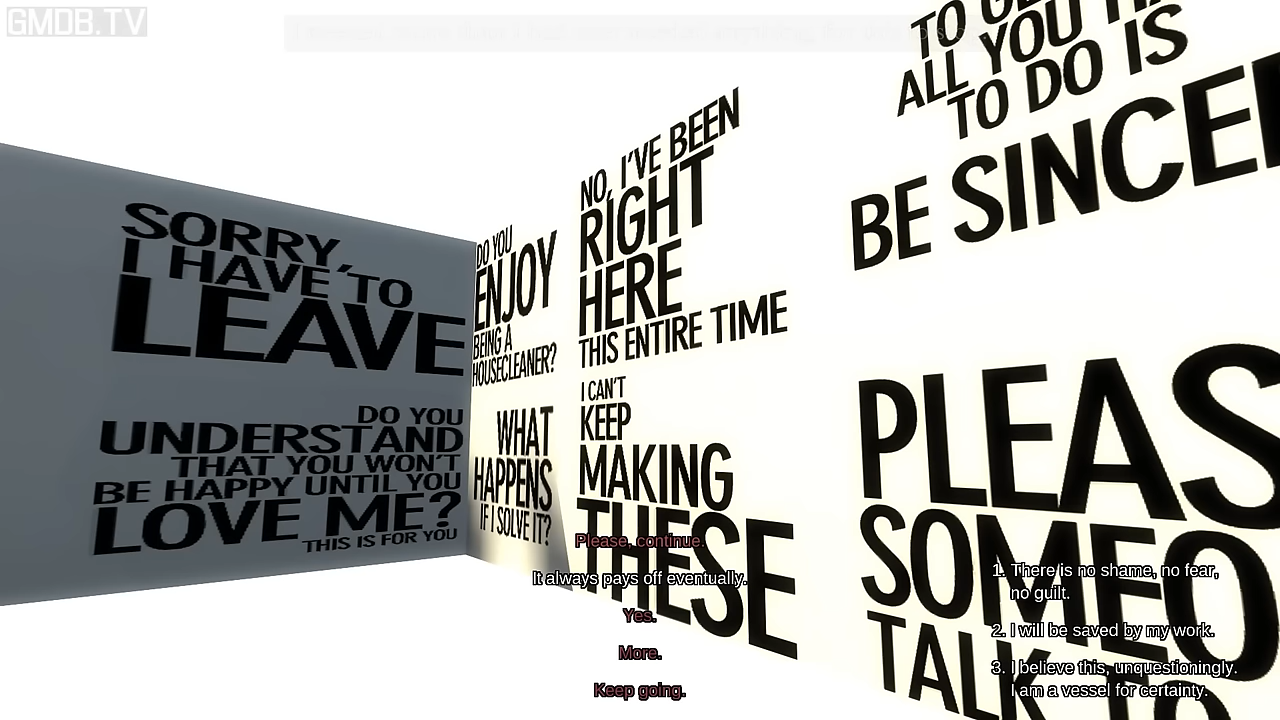 GMDB.TV
SORRY,
I HAVE TO
LEAVE
DO YOU
UNDERSTAND
THAT YOU WON'T
BE HAPPY UNTIL YOU
LOVE ME?
THIS IS FOR YOU
DO YOU
ENJOY
BEING A
HOUSECLEANER?
WHAT
HAPPENS
IF I SOLVE IT?
NO, I'VE BEEN
RIGHT
HERE
THIS ENTIRE TIME
I CAN'T
KEEP
MAKING
THESE
TO
ALL YOU
TO DO IS
BE SINCE
PLEAS
SOMEO
TALK TO
Please, continue.
It always pays off eventually.
Yes.
More.
Keep going.
1. There is no shame, no fear,
no guilt.
2. I will be saved by my work.
3. I believe this, unquestioningly.
I am a vessel for certainty.